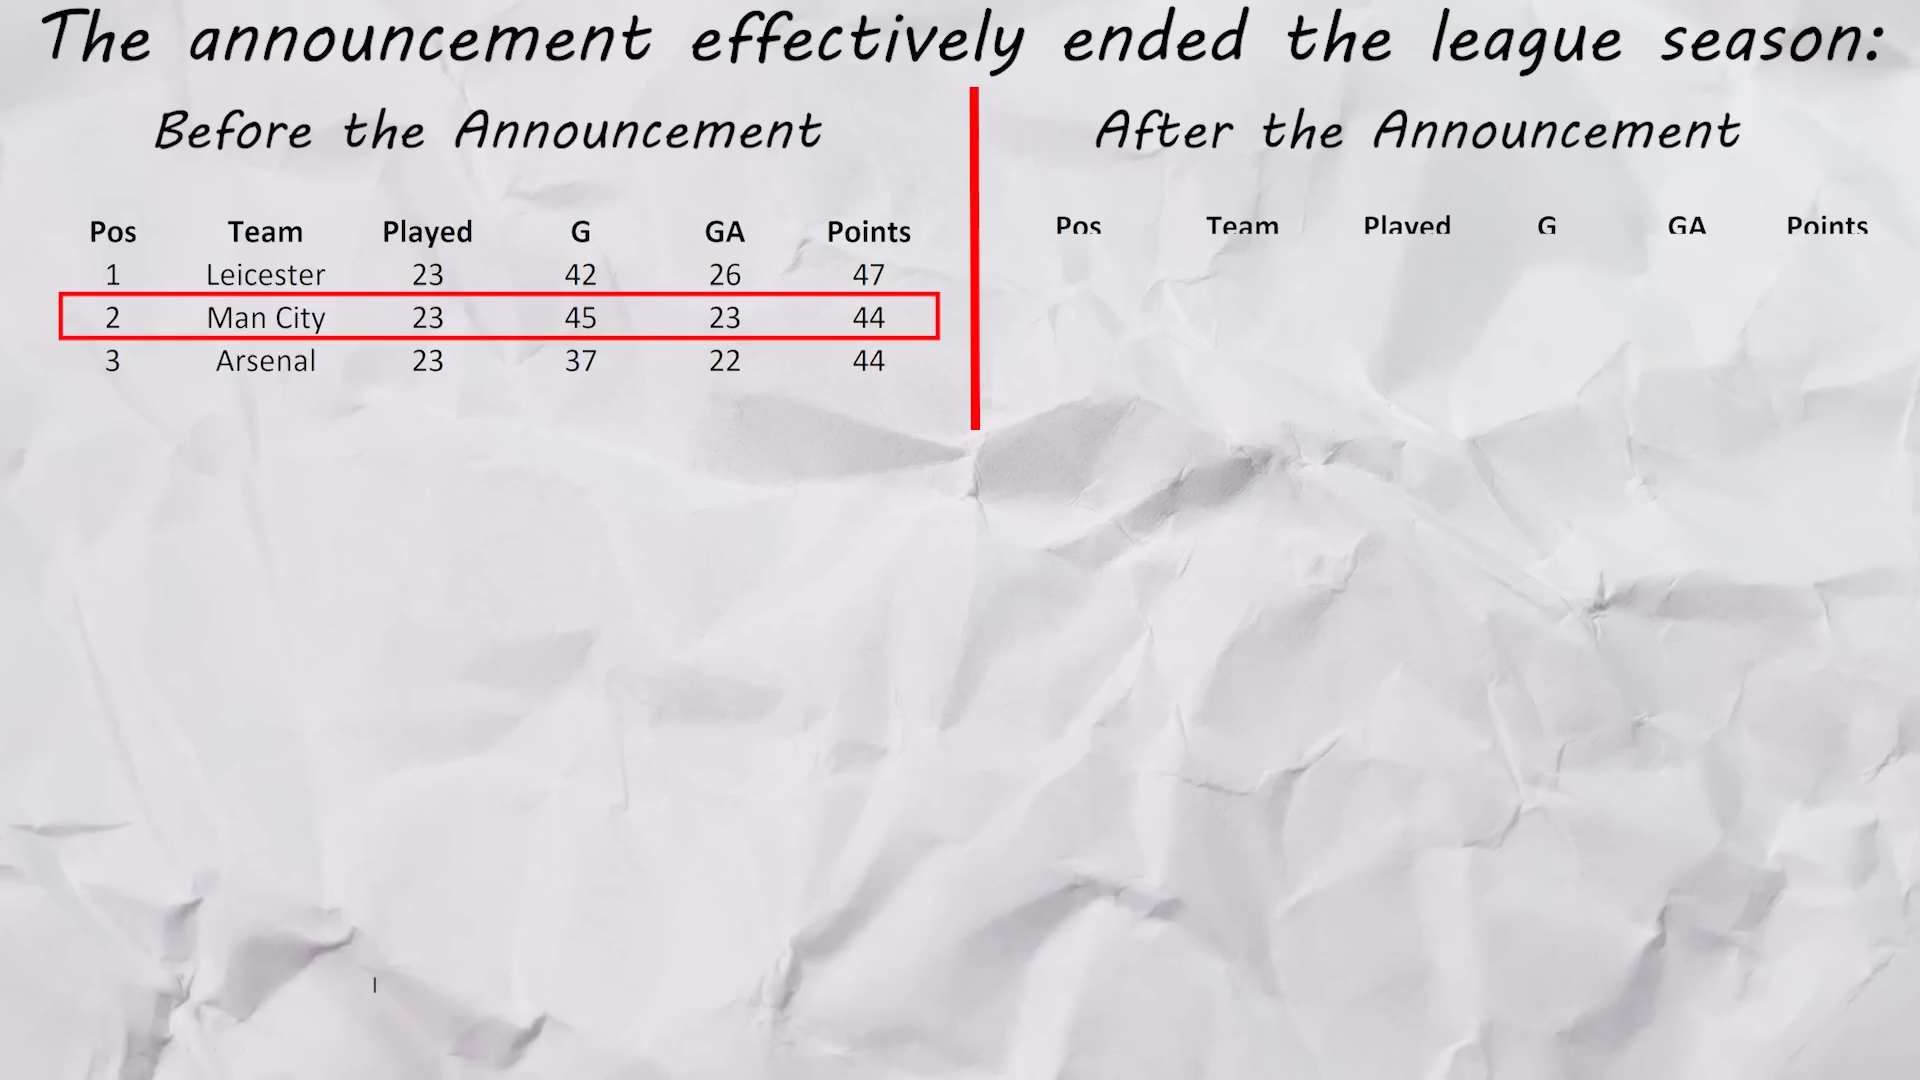 The announcement effectively ended the league season:
Before the Announcement
Pos Team Played G GA Points
1 Leicester 23 42 26 47
2 Man City 23 45 23 44
3 Arsenal 23 37 22 44
After the Announcement
Pos Team Played G GA Points